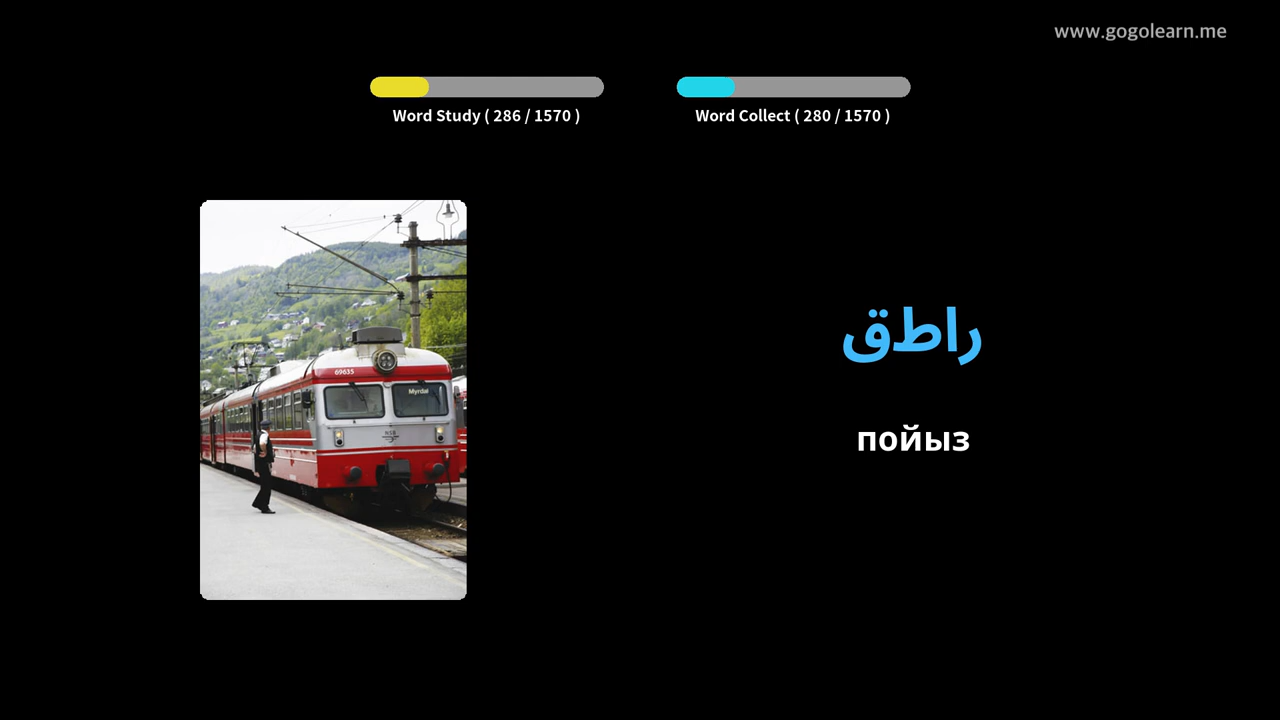 www.gogolearn.me
Word Study ( 286 / 1570 )
Word Collect ( 280 / 1570 )
راطق
пойыз
69635
Myrdal
NSB